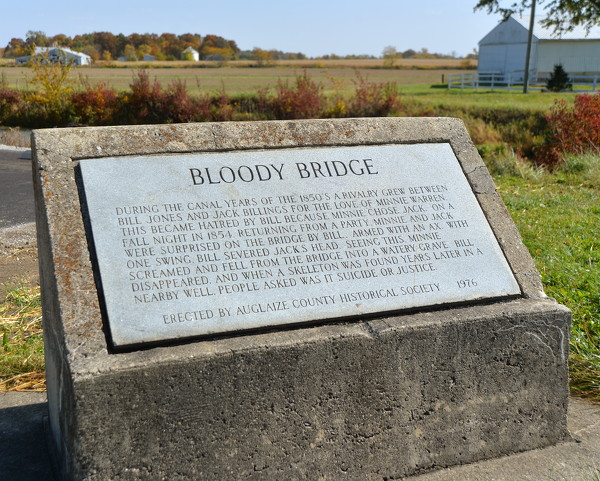 BLOODY BRIDGE
DURING THE CANAL YEARS OF THE 1850'S A RIVALRY GREW BETWEEN
BILL JONES AND JACK BILLINGS FOR THE LOVE OF MINNIE WARREN.
THIS BECAME HATRED BY BILL, BECAUSE MINNIE CHOSE JACK. ON A
FALL NIGHT IN 1854, RETURNING FROM A PARTY, MINNIE AND JACK
WERE SURPRISED ON THE BRIDGE BY BILL, ARMED WITH AN AX. WITH
ONE SWING, BILL SEVERED JACK'S HEAD. SEEING THIS, MINNIE
SCREAMED AND FELL FROM THE BRIDGE INTO A WATERY GRAVE. BILL
DISAPPEARED, AND WHEN A SKELETON WAS FOUND YEARS LATER IN A
NEARBY WELL, PEOPLE ASKED WAS IT SUICIDE OR JUSTICE.
ERECTED BY AUGLAIZE COUNTY HISTORICAL SOCIETY 1976